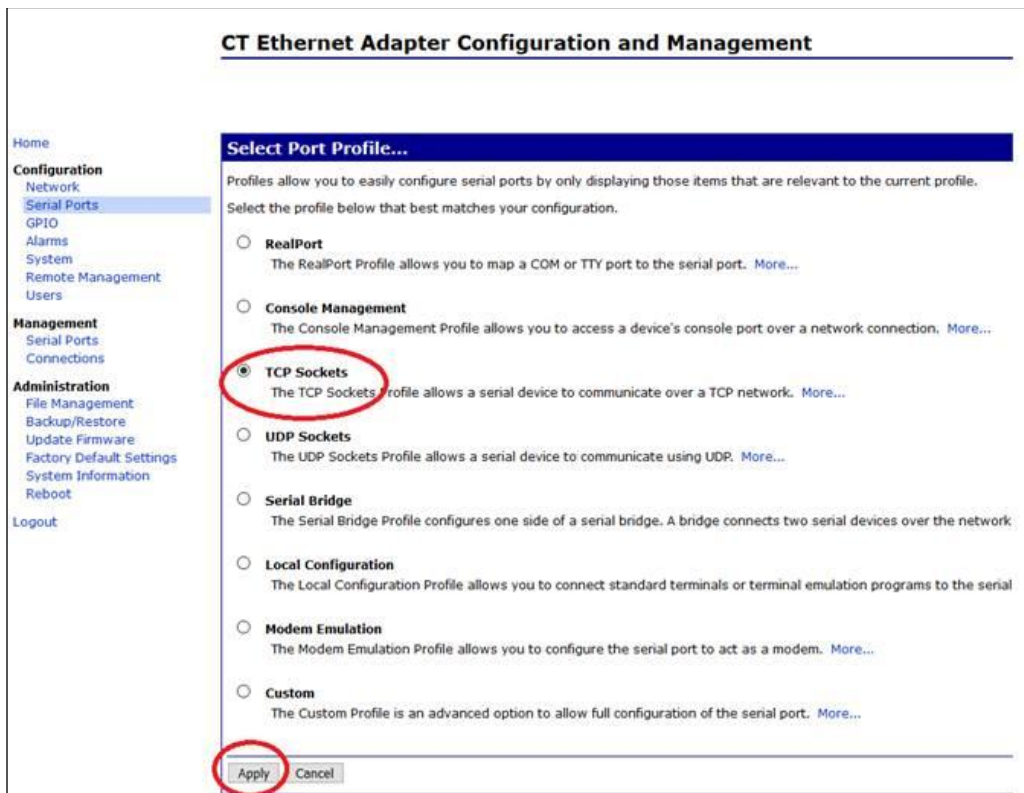 CT Ethernet Adapter Configuration and Management
Home
Configuration
Network
Serial Ports
GPIO
Alarms
System
Remote Management
Users
Management
Serial Ports
Connections
Administration
File Management
Backup/Restore
Update Firmware
Factory Default Settings
System Information
Reboot
Logout
Select Port Profile...
Profiles allow you to easily configure serial ports by only displaying those items that are relevant to the current profile.
Select the profile below that best matches your configuration.
RealPort
The RealPort Profile allows you to map a COM or TTY port to the serial port. More...
Console Management
The Console Management Profile allows you to access a device's console port over a network connection. More...
TCP Sockets
The TCP Sockets Profile allows a serial device to communicate over a TCP network. More...
UDP Sockets
The UDP Sockets Profile allows a serial device to communicate using UDP. More...
Serial Bridge
The Serial Bridge Profile configures one side of a serial bridge. A bridge connects two serial devices over the network
Local Configuration
The Local Configuration Profile allows you to connect standard terminals or terminal emulation programs to the serial
Modem Emulation
The Modem Emulation Profile allows you to configure the serial port to act as a modem. More...
Custom
The Custom Profile is an advanced option to allow full configuration of the serial port. More...
Apply Cancel